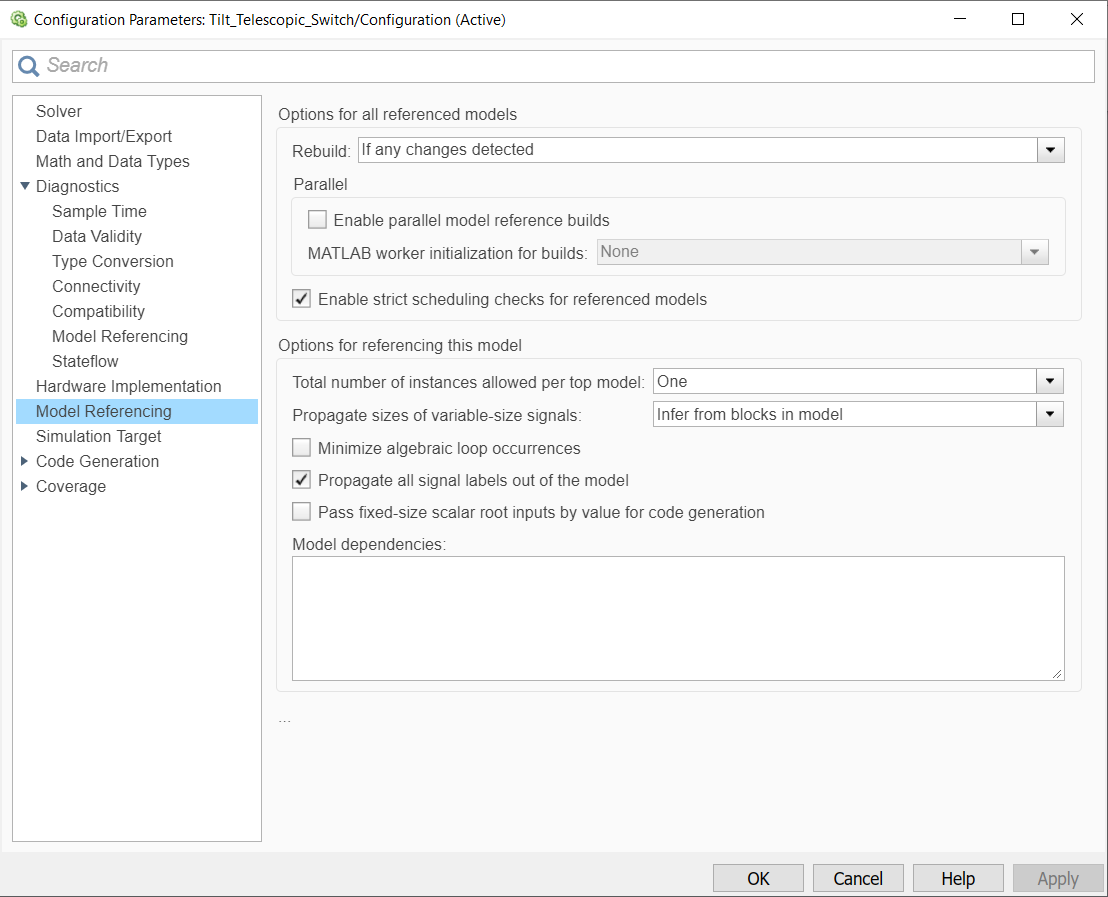 Configuration Parameters: Tilt_Telescopic_Switch/Configuration (Active)
Search
Solver
Data Import/Export
Math and Data Types
Diagnostics
Sample Time
Data Validity
Type Conversion
Connectivity
Compatibility
Model Referencing
Stateflow
Hardware Implementation
Model Referencing
Simulation Target
Code Generation
Coverage
Options for all referenced models
Rebuild: If any changes detected
Parallel
Enable parallel model reference builds
MATLAB worker initialization for builds: None
Enable strict scheduling checks for referenced models
Options for referencing this model
Total number of instances allowed per top model: One
Propagate sizes of variable-size signals: Infer from blocks in model
Minimize algebraic loop occurrences
Propagate all signal labels out of the model
Pass fixed-size scalar root inputs by value for code generation
Model dependencies:
...
OK Cancel Help Apply